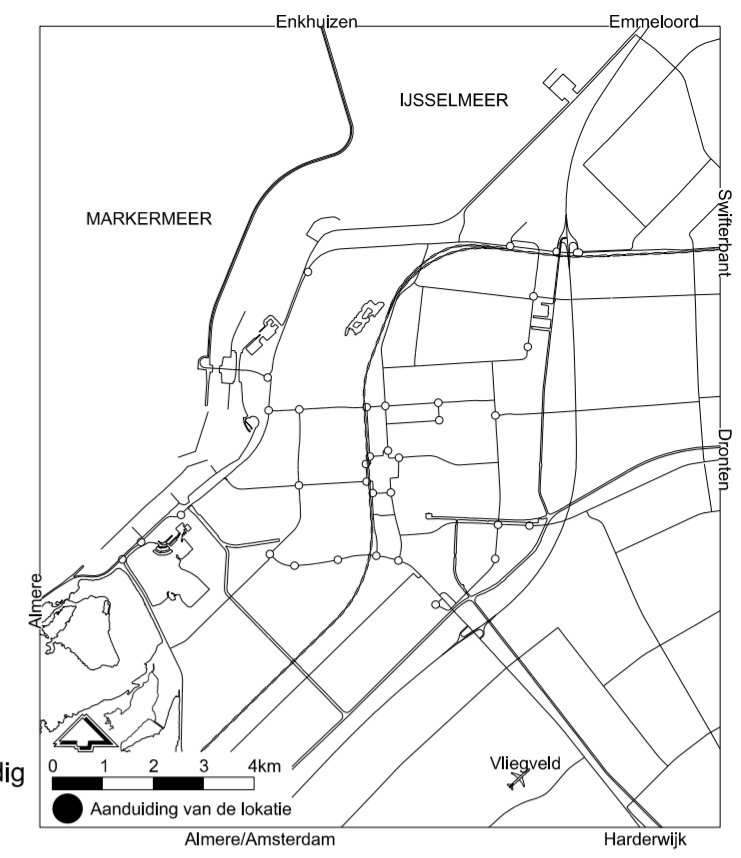 Enkhuizen
Emmeloord
IJSSELMEER
MARKERMEER
Swifterbant
Dronten
Almere
Vliegveld
dig
0 1 2 3 4km
Aanduiding van de lokatie
Almere/Amsterdam
Harderwijk